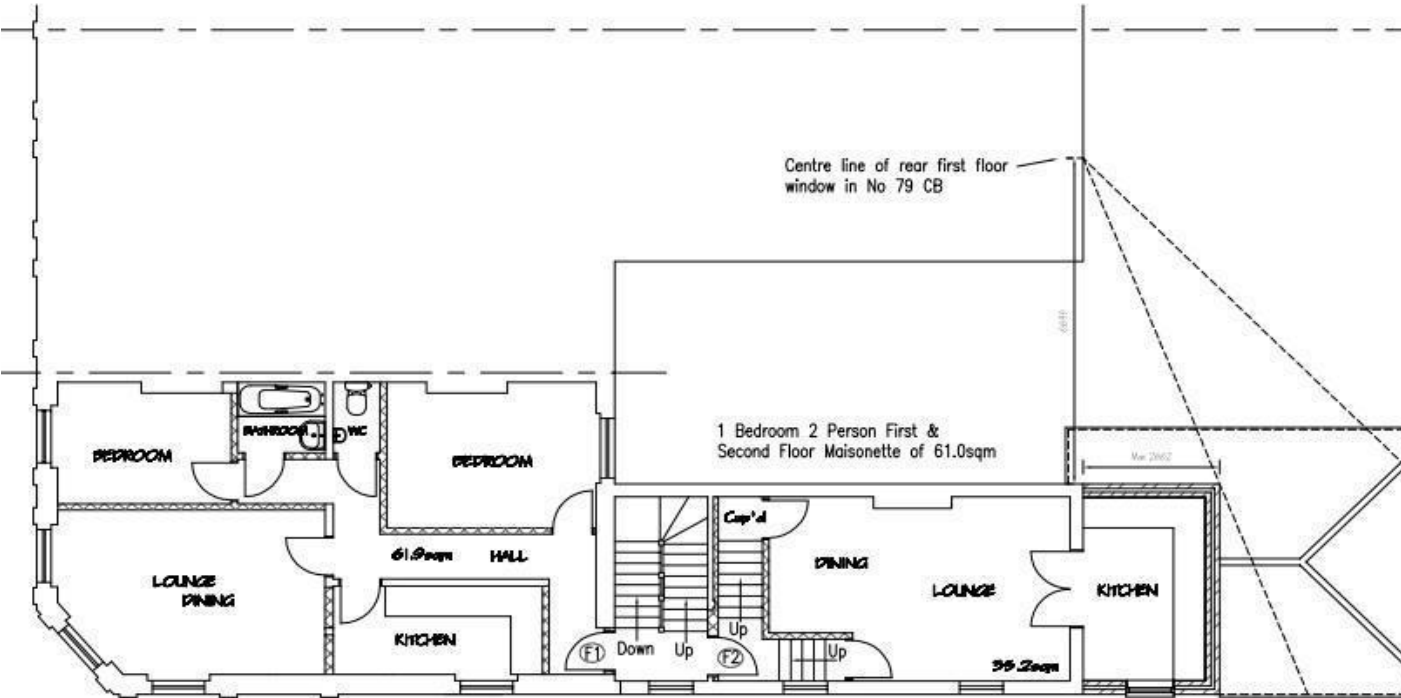 Centre line of rear first floor
window in No 79 CB
1 Bedroom 2 Person First &
Second Floor Maisonette of 61.0sqm
BEDROOM
BATHROOM
WC
BEDROOM
Cup'd
61.9sqm
HALL
LOUNGE
DINING
KITCHEN
F1
Down
Up
F2
Up
Up
DINING
LOUNGE
35.2sqm
KITCHEN